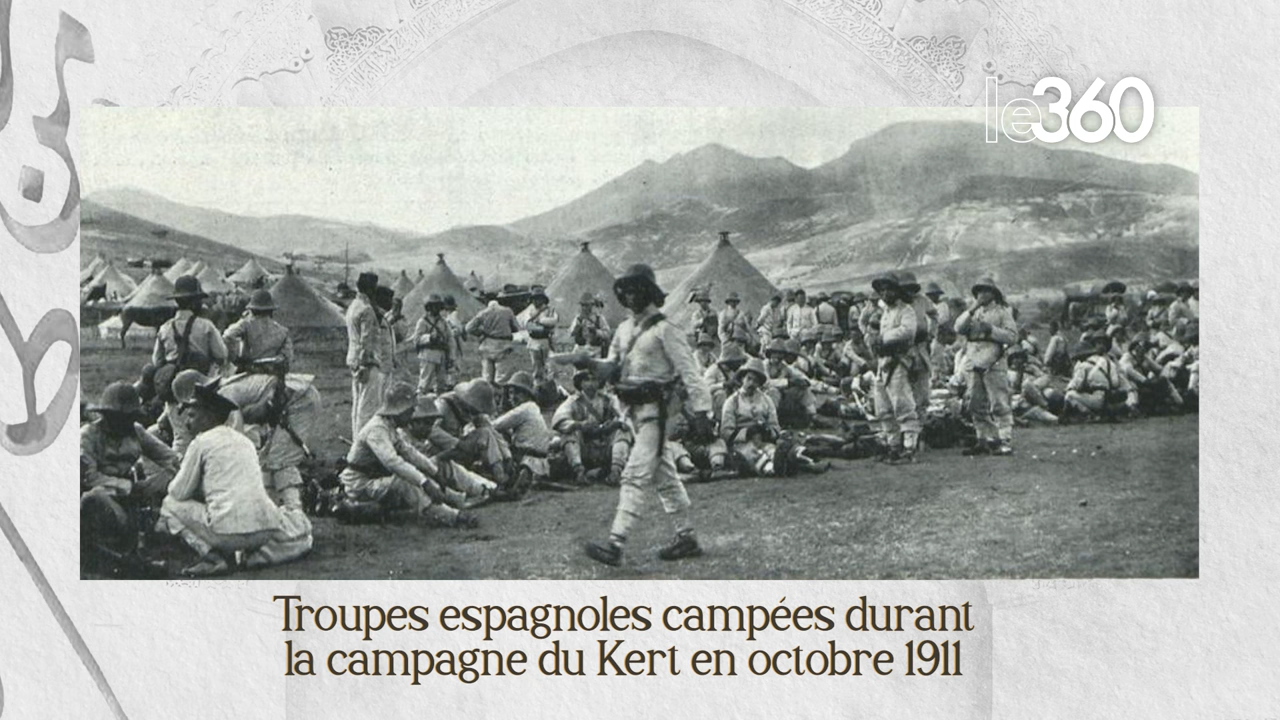 le360
Troupes espagnoles campées durant
la campagne du Kert en octobre 1911